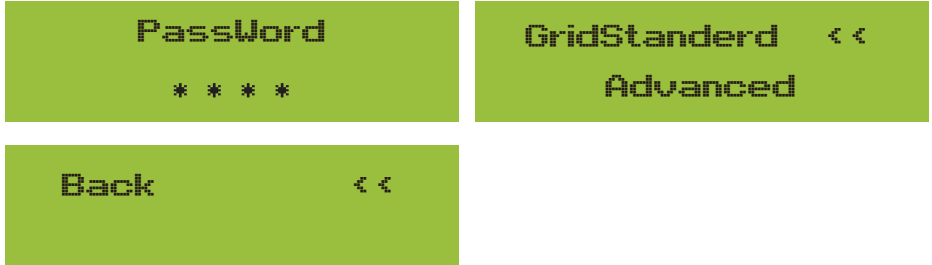 PassWord
* * * *
GridStanderd <<
Advanced
Back <<